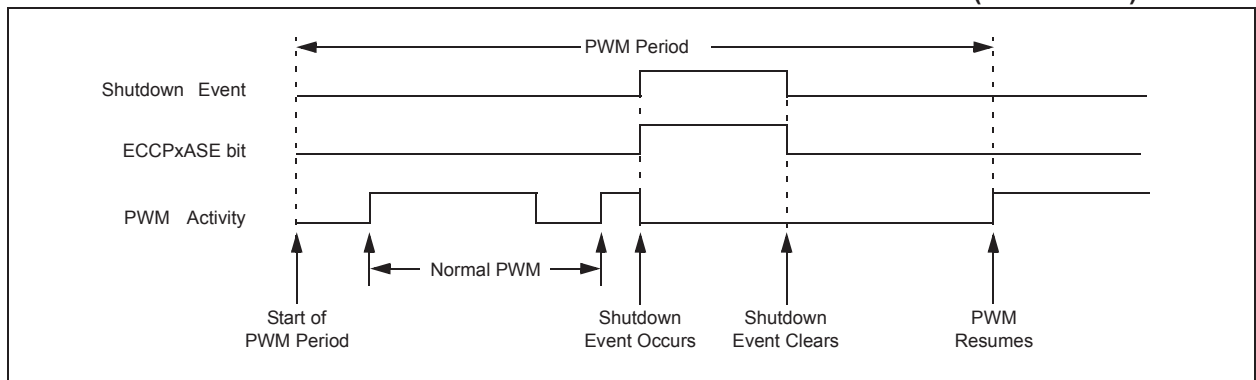 PWM Period
Shutdown Event
ECCPxASE bit
PWM Activity
Normal PWM
Start of
PWM Period
Shutdown
Event Occurs
Shutdown
Event Clears
PWM
Resumes